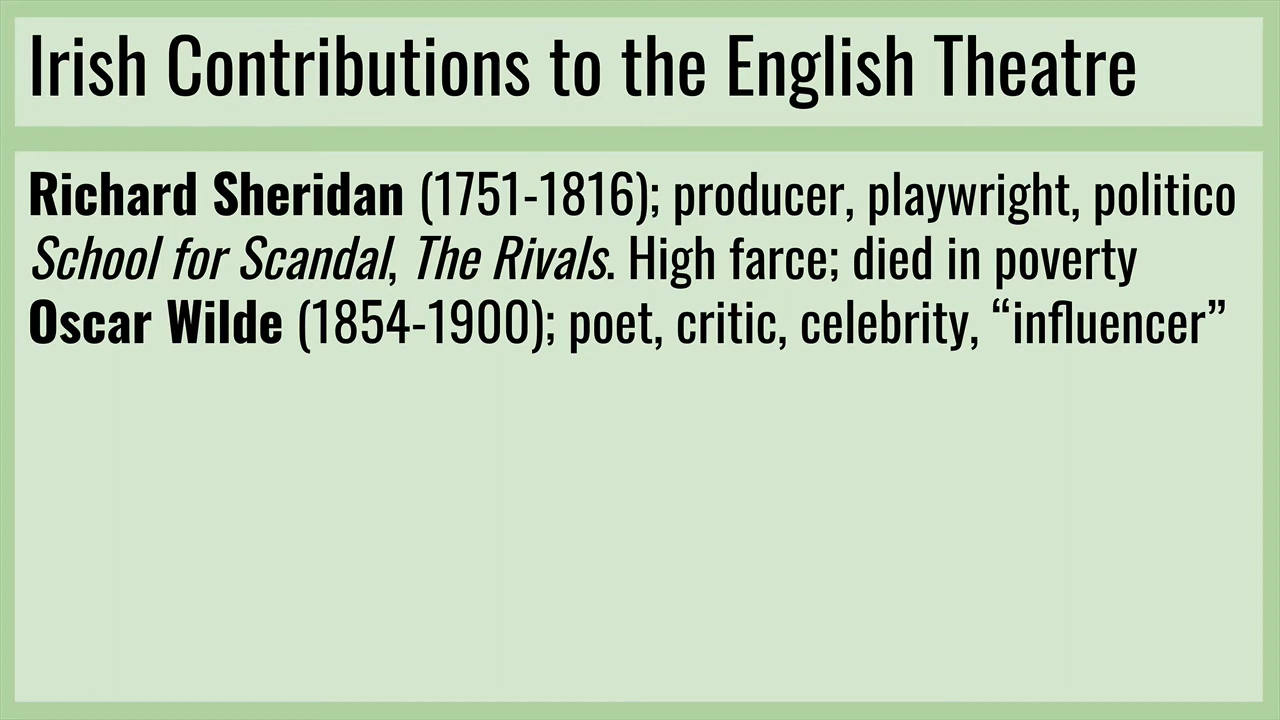 Irish Contributions to the English Theatre
Richard Sheridan (1751-1816); producer, playwright, politico
School for Scandal, The Rivals. High farce; died in poverty
Oscar Wilde (1854-1900); poet, critic, celebrity, “influencer”